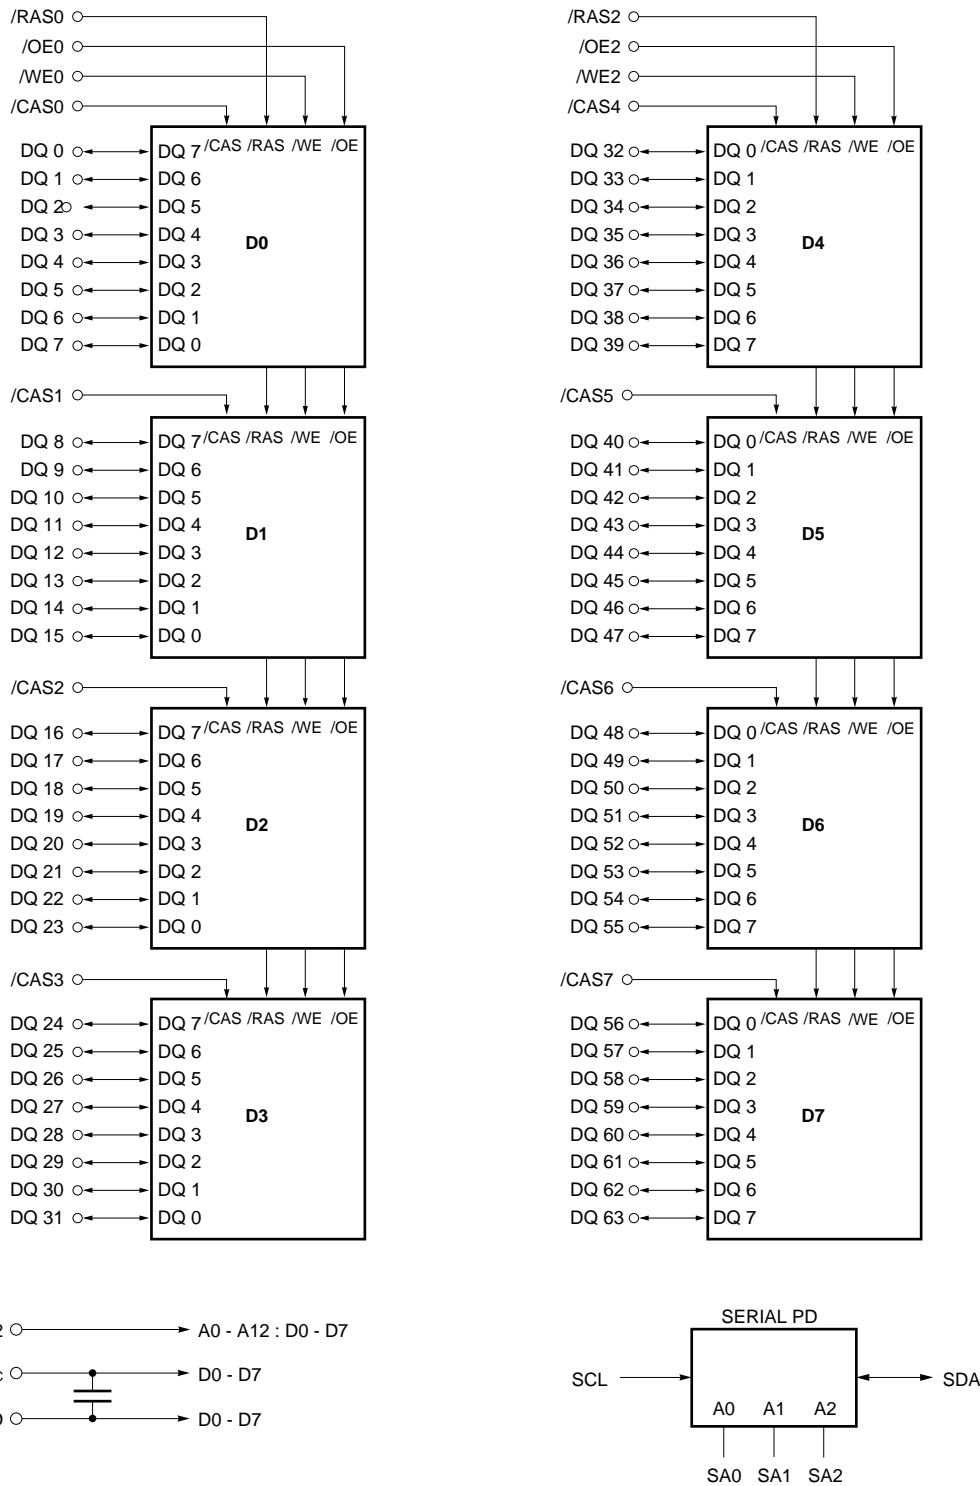 /RAS0
/OE0
/WE0
/CAS0
/CAS /RAS /WE /OE
DQ 0 DQ 7
DQ 1 DQ 6
DQ 2 DQ 5
DQ 3 DQ 4
D0
DQ 4 DQ 3
DQ 5 DQ 2
DQ 6 DQ 1
DQ 7 DQ 0
/CAS1
/CAS /RAS /WE /OE
DQ 8 DQ 7
DQ 9 DQ 6
DQ 10 DQ 5
DQ 11 DQ 4
D1
DQ 12 DQ 3
DQ 13 DQ 2
DQ 14 DQ 1
DQ 15 DQ 0
/CAS2
/CAS /RAS /WE /OE
DQ 16 DQ 7
DQ 17 DQ 6
DQ 18 DQ 5
DQ 19 DQ 4
D2
DQ 20 DQ 3
DQ 21 DQ 2
DQ 22 DQ 1
DQ 23 DQ 0
/CAS3
/CAS /RAS /WE /OE
DQ 24 DQ 7
DQ 25 DQ 6
DQ 26 DQ 5
DQ 27 DQ 4
D3
DQ 28 DQ 3
DQ 29 DQ 2
DQ 30 DQ 1
DQ 31 DQ 0
/RAS2
/OE2
/WE2
/CAS4
/CAS /RAS /WE /OE
DQ 32 DQ 0
DQ 33 DQ 1
DQ 34 DQ 2
DQ 35 DQ 3
D4
DQ 36 DQ 4
DQ 37 DQ 5
DQ 38 DQ 6
DQ 39 DQ 7
/CAS5
/CAS /RAS /WE /OE
DQ 40 DQ 0
DQ 41 DQ 1
DQ 42 DQ 2
DQ 43 DQ 3
D5
DQ 44 DQ 4
DQ 45 DQ 5
DQ 46 DQ 6
DQ 47 DQ 7
/CAS6
/CAS /RAS /WE /OE
DQ 48 DQ 0
DQ 49 DQ 1
DQ 50 DQ 2
DQ 51 DQ 3
D6
DQ 52 DQ 4
DQ 53 DQ 5
DQ 54 DQ 6
DQ 55 DQ 7
/CAS7
/CAS /RAS /WE /OE
DQ 56 DQ 0
DQ 57 DQ 1
DQ 58 DQ 2
DQ 59 DQ 3
D7
DQ 60 DQ 4
DQ 61 DQ 5
DQ 62 DQ 6
DQ 63 DQ 7
A0 - A12 : D0 - D7
D0 - D7
D0 - D7
SERIAL PD
SCL SDA
A0 A1 A2
SA0 SA1 SA2